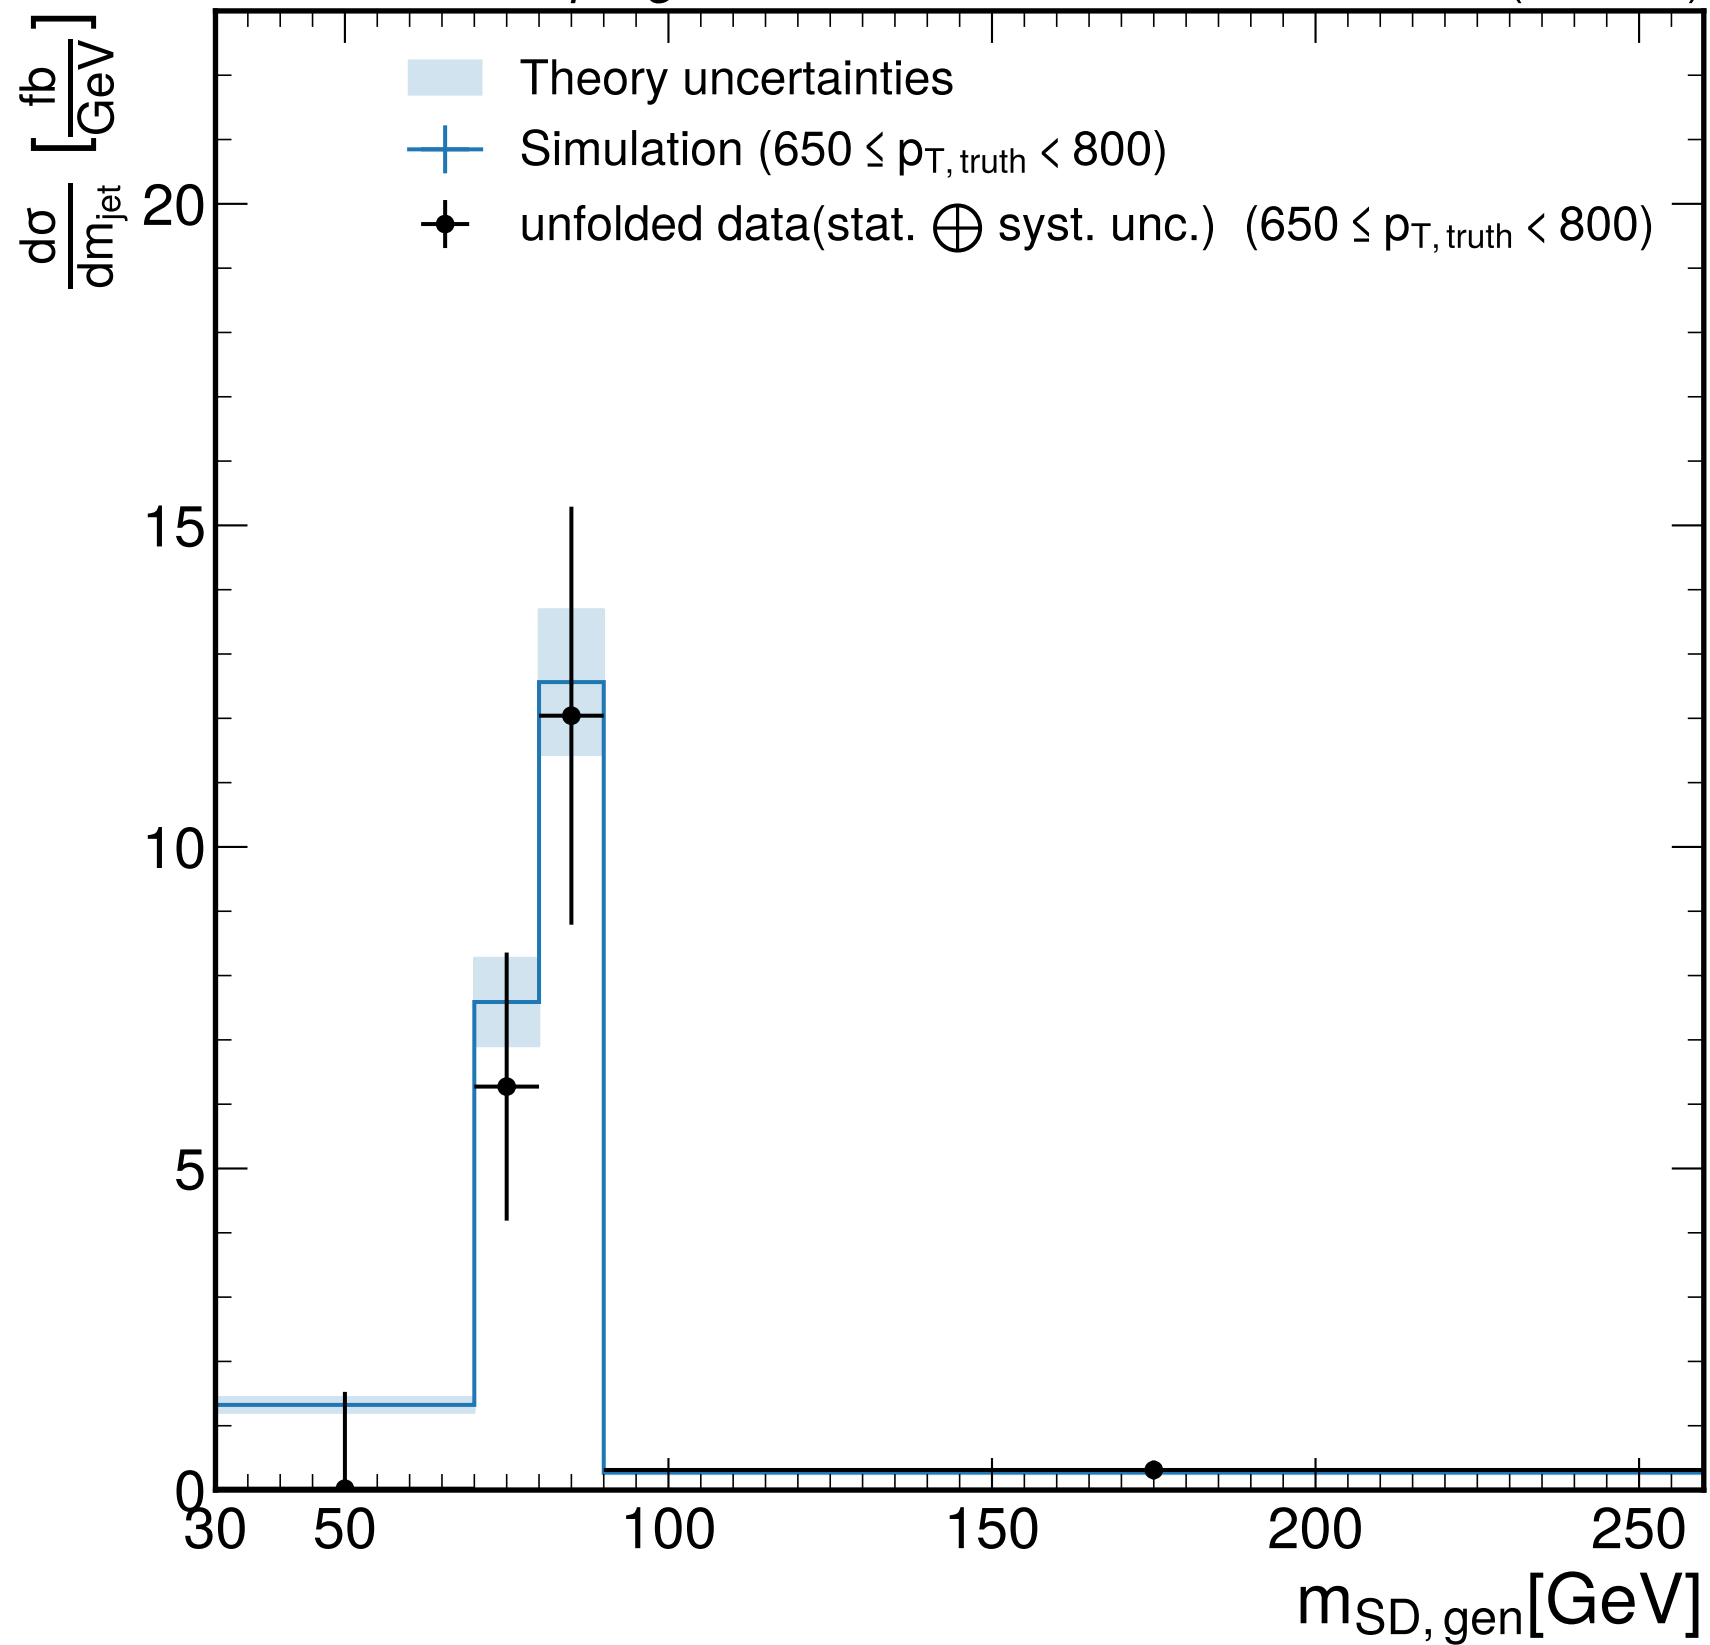 Theory uncertainties
Simulation (650 ≤ pT, truth < 800)
unfolded data(stat. ⊕ syst. unc.) (650 ≤ pT, truth < 800)
dσ/dmjet [fb/GeV]
20
15
10
5
0
30 50 100 150 200 250
mSD, gen[GeV]